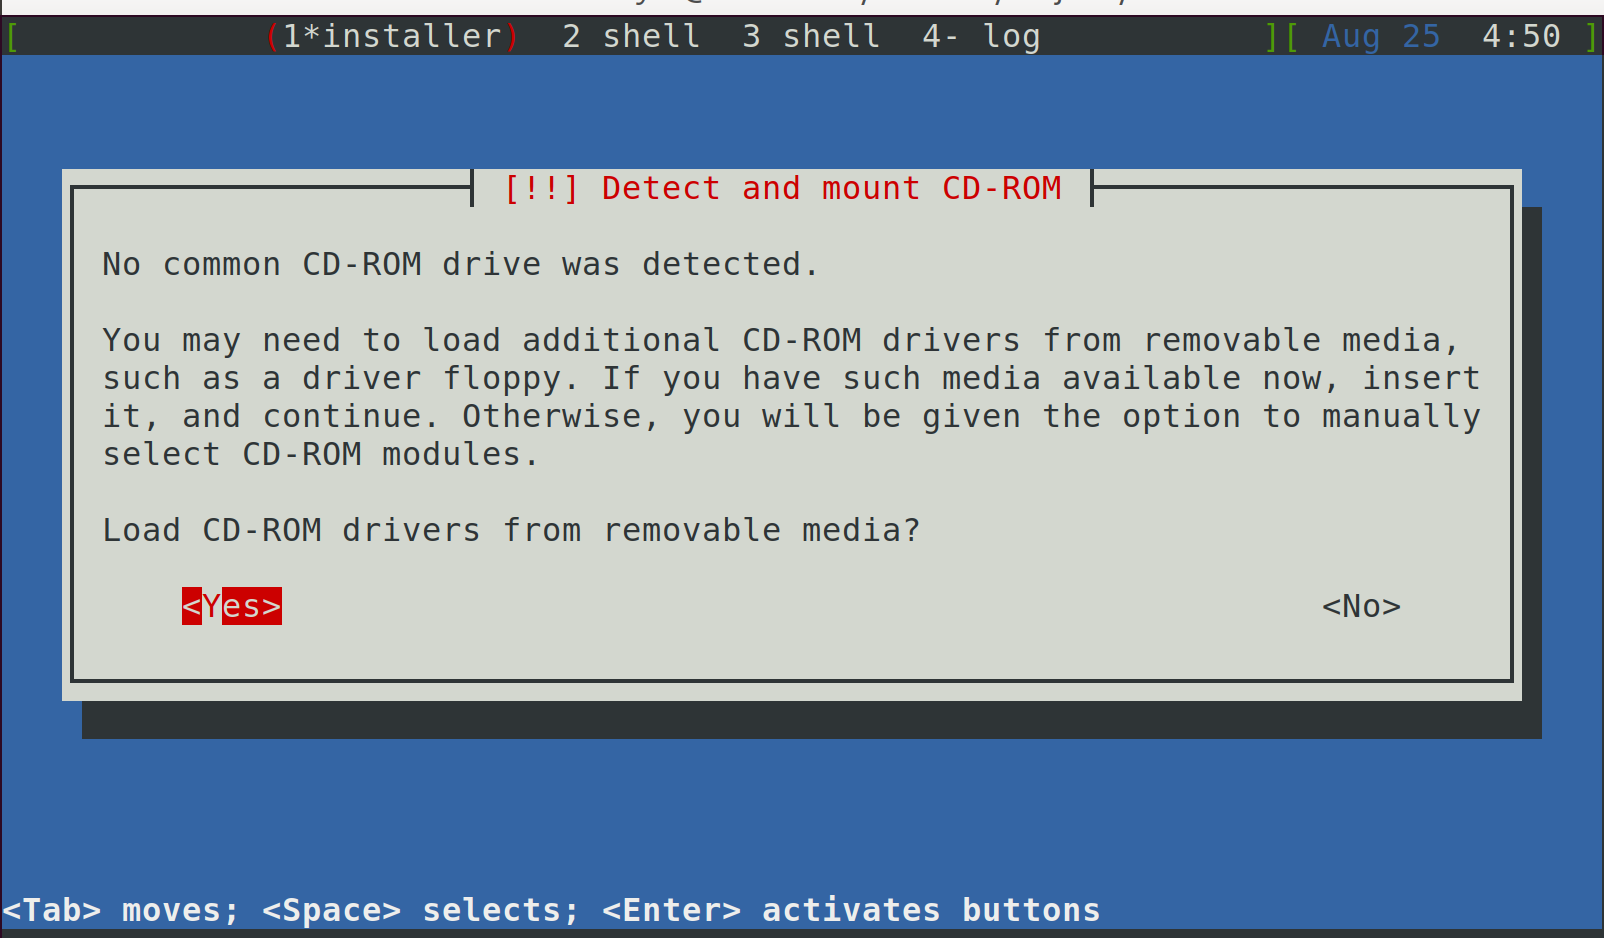 [ (1*installer) 2 shell 3 shell 4- log ][ Aug 25 4:50 ]
[!!] Detect and mount CD-ROM
No common CD-ROM drive was detected.
You may need to load additional CD-ROM drivers from removable media,
such as a driver floppy. If you have such media available now, insert
it, and continue. Otherwise, you will be given the option to manually
select CD-ROM modules.
Load CD-ROM drivers from removable media?
<Yes> <No>
<Tab> moves; <Space> selects; <Enter> activates buttons